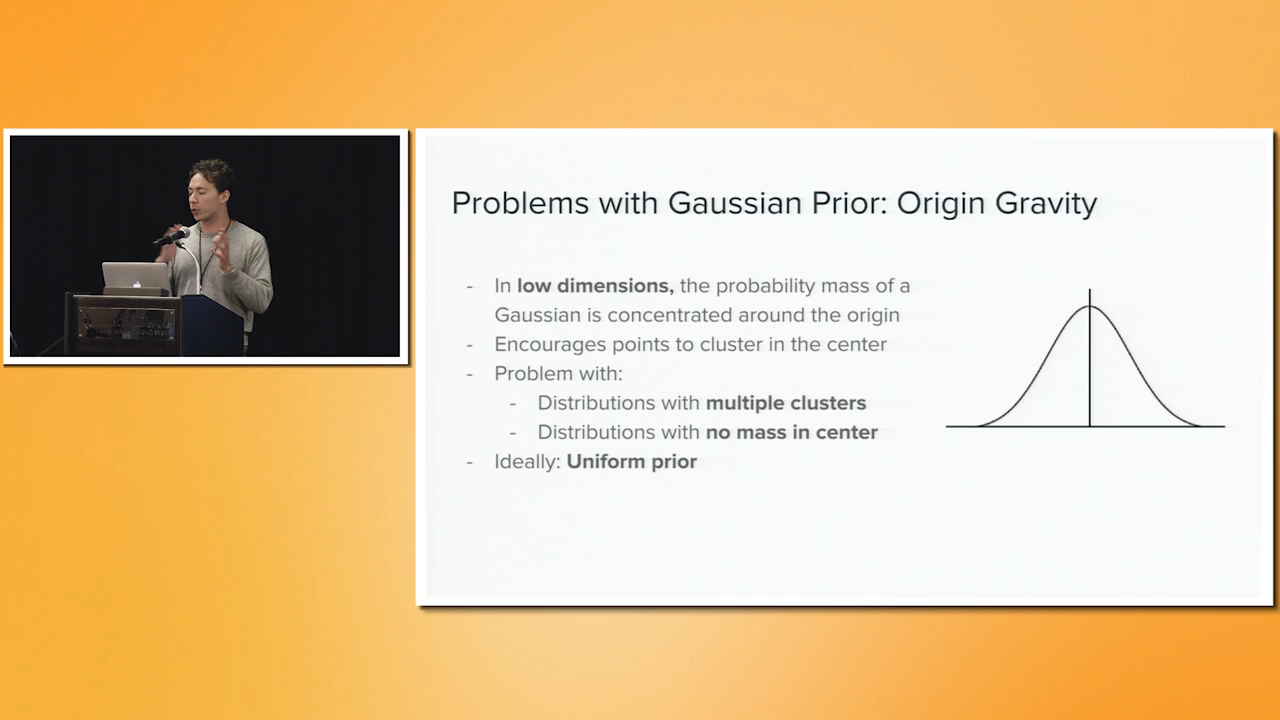 Problems with Gaussian Prior: Origin Gravity
- In low dimensions, the probability mass of a
Gaussian is concentrated around the origin
- Encourages points to cluster in the center
- Problem with:
- Distributions with multiple clusters
- Distributions with no mass in center
- Ideally: Uniform prior